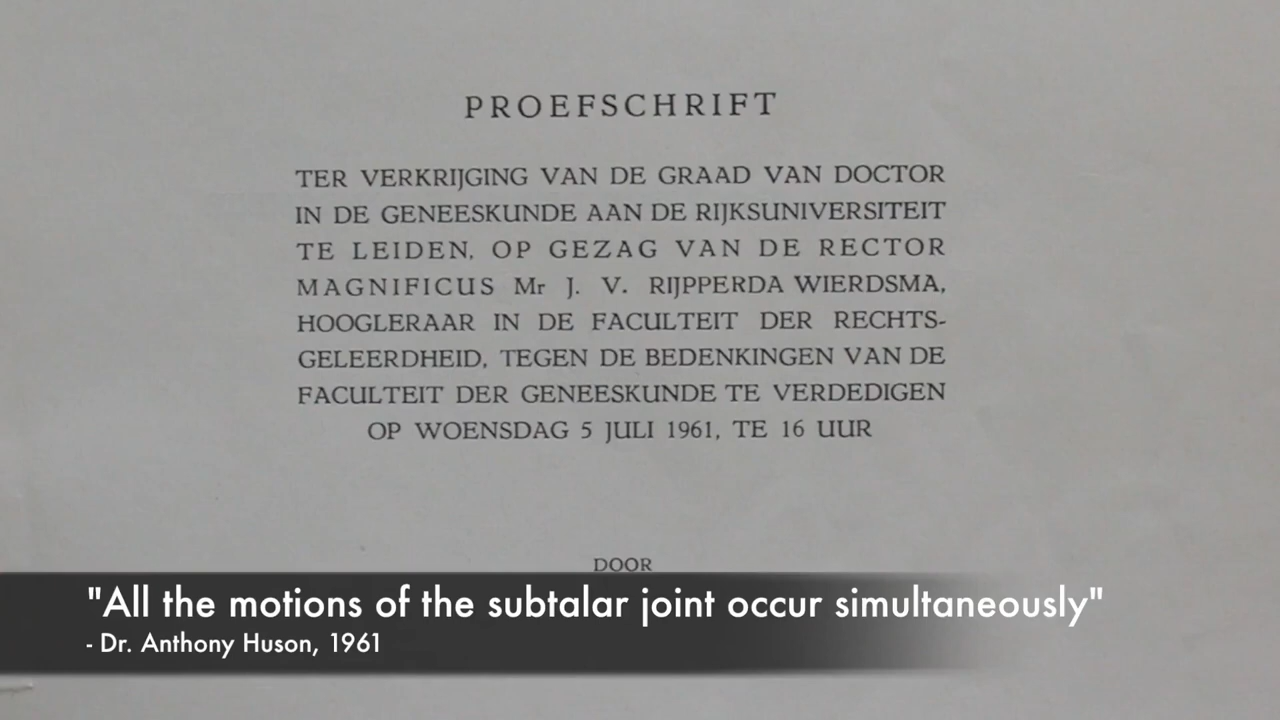 PROEFSCHRIFT
TER VERKRIJGING VAN DE GRAAD VAN DOCTOR
IN DE GENEESKUNDE AAN DE RIJKSUNIVERSITEIT
TE LEIDEN, OP GEZAG VAN DE RECTOR
MAGNIFICUS Mr J. V. RIJPPERDA WIERDSMA,
HOOGLERAAR IN DE FACULTEIT DER RECHTS-
GELEERDHEID, TEGEN DE BEDENKINGEN VAN DE
FACULTEIT DER GENEESKUNDE TE VERDEDIGEN
OP WOENSDAG 5 JULI 1961, TE 16 UUR
DOOR
"All the motions of the subtalar joint occur simultaneously"
- Dr. Anthony Huson, 1961